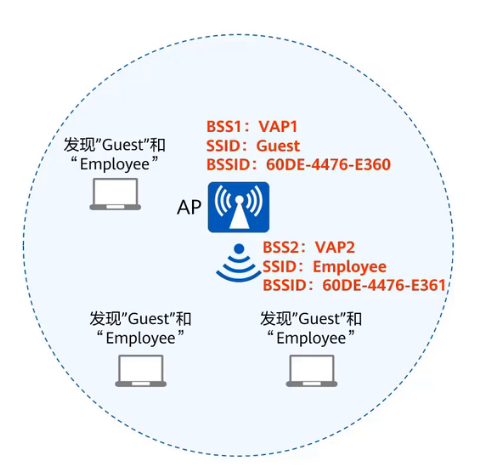 BSS1：VAP1
SSID：Guest
BSSID：60DE-4476-E360
发现"Guest"和
“Employee”
AP
BSS2：VAP2
SSID：Employee
BSSID：60DE-4476-E361
发现"Guest"和
“Employee”
发现"Guest"和
“Employee”